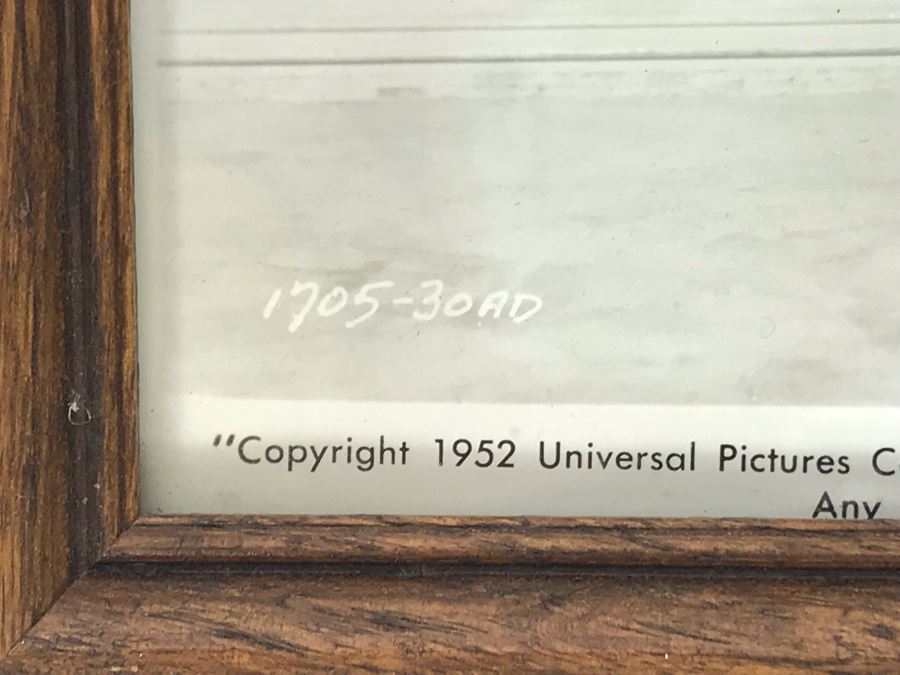 1705-30AD
"Copyright 1952 Universal Pictures
Any